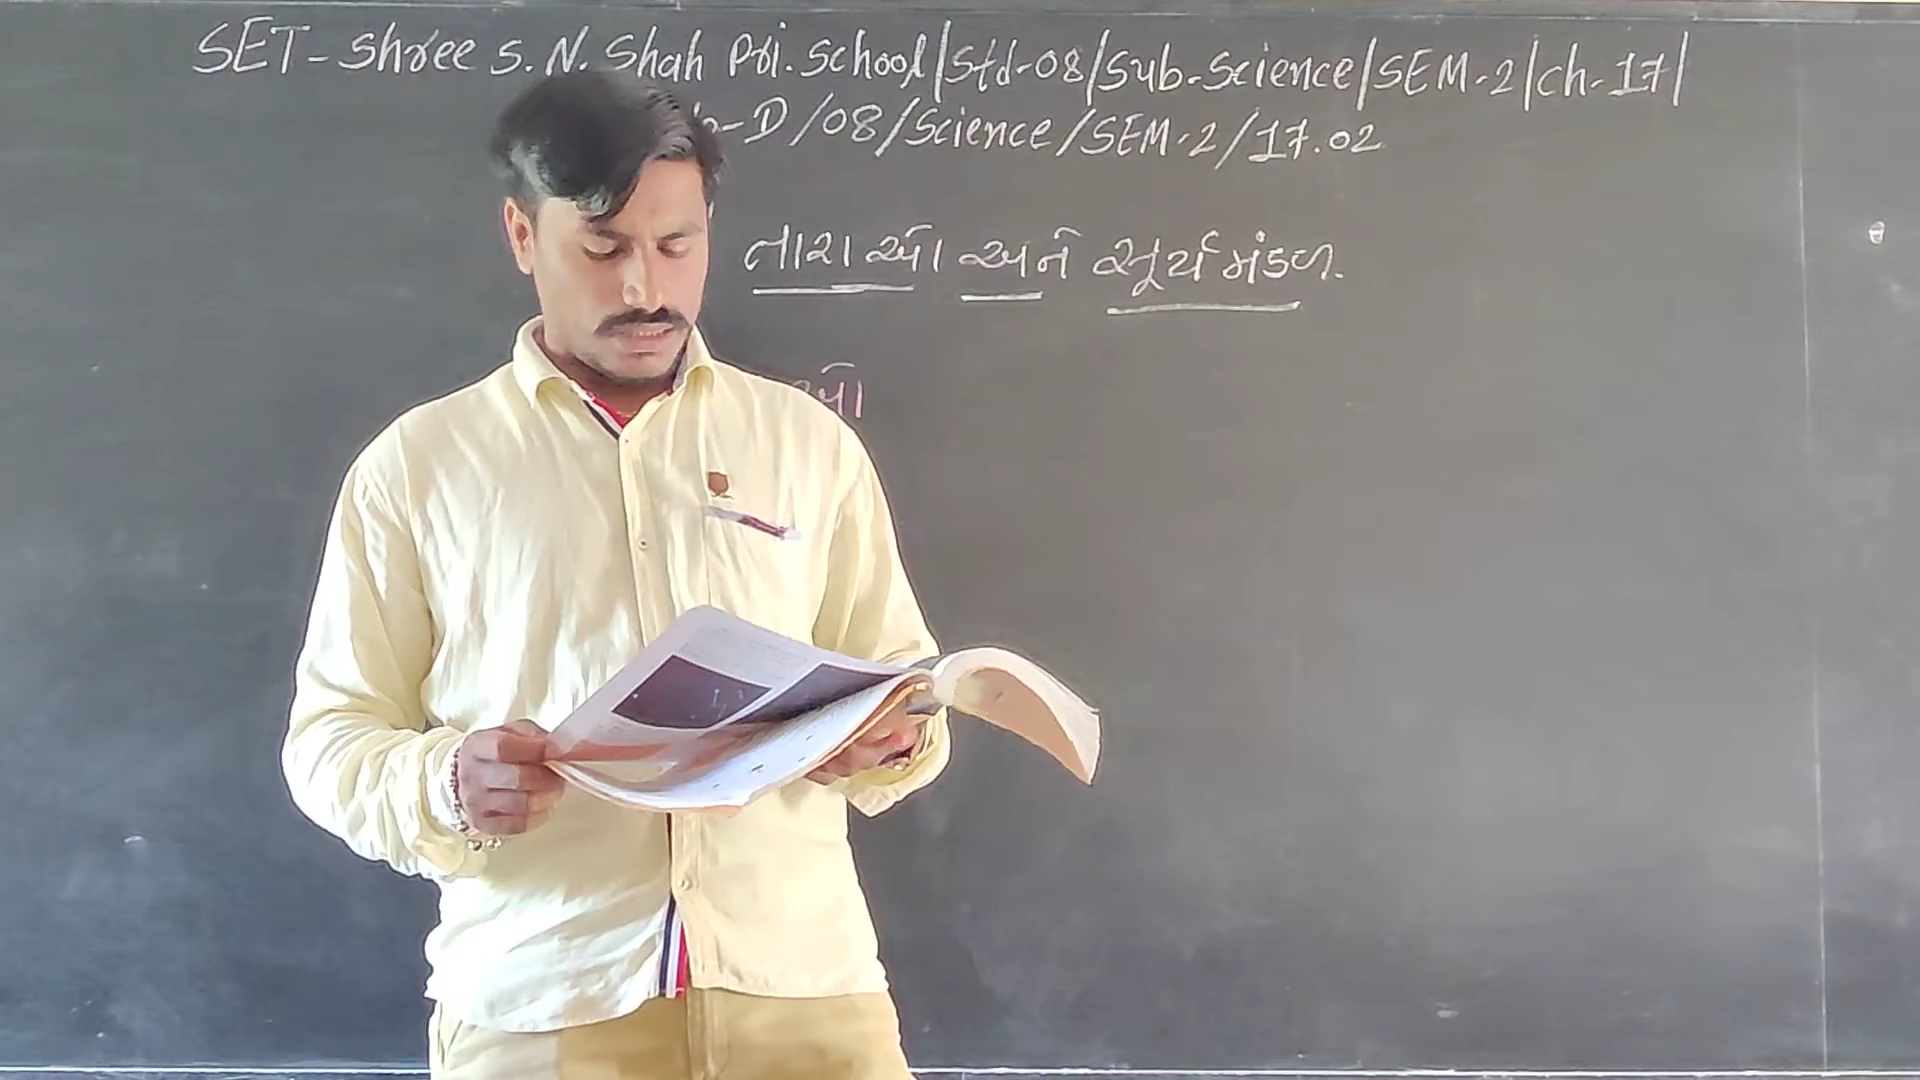 SET-Shree S.N. Shah Pri. School|Std-08|Sub-Science|SEM-2|ch-17|
-D/08/Science/SEM-2/17.02
તારાઓ અને સૂર્યમંડળ.